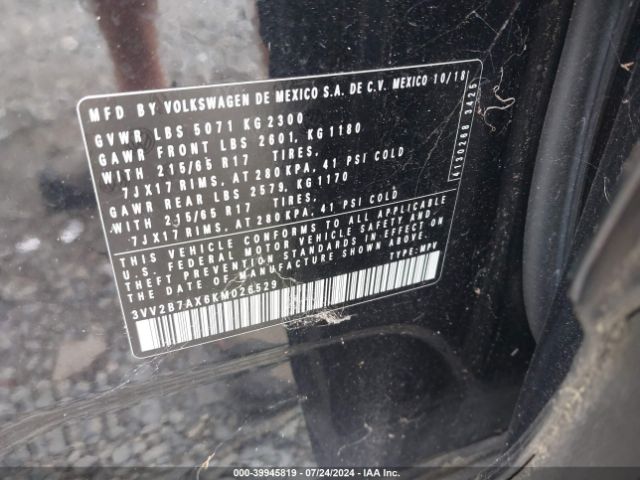 MFD BY VOLKSWAGEN DE MEXICO S.A. DE C.V. MEXICO 10/18
GVWR LBS 5071 KG 2300
GAWR FRONT LBS 2601, KG 1180
WITH 215/65 R17 TIRES,
7JX17 RIMS, AT 280 KPA, 41 PSI COLD
GAWR REAR LBS 2579, KG 1170
WITH 215/65 R17 TIRES,
7JX17 RIMS, AT 280 KPA, 41 PSI COLD
THIS VEHICLE CONFORMS TO ALL APPLICABLE
U.S. FEDERAL MOTOR VEHICLE SAFETY AND
THEFT PREVENTION STANDARDS IN EFFECT ON
THE DATE OF MANUFACTURE SHOWN ABOVE.
3VV2B7AX6KM026529 TYPE: MPV
4130268 3425
000-39945819 / 07/24/2024 - IAA Inc.